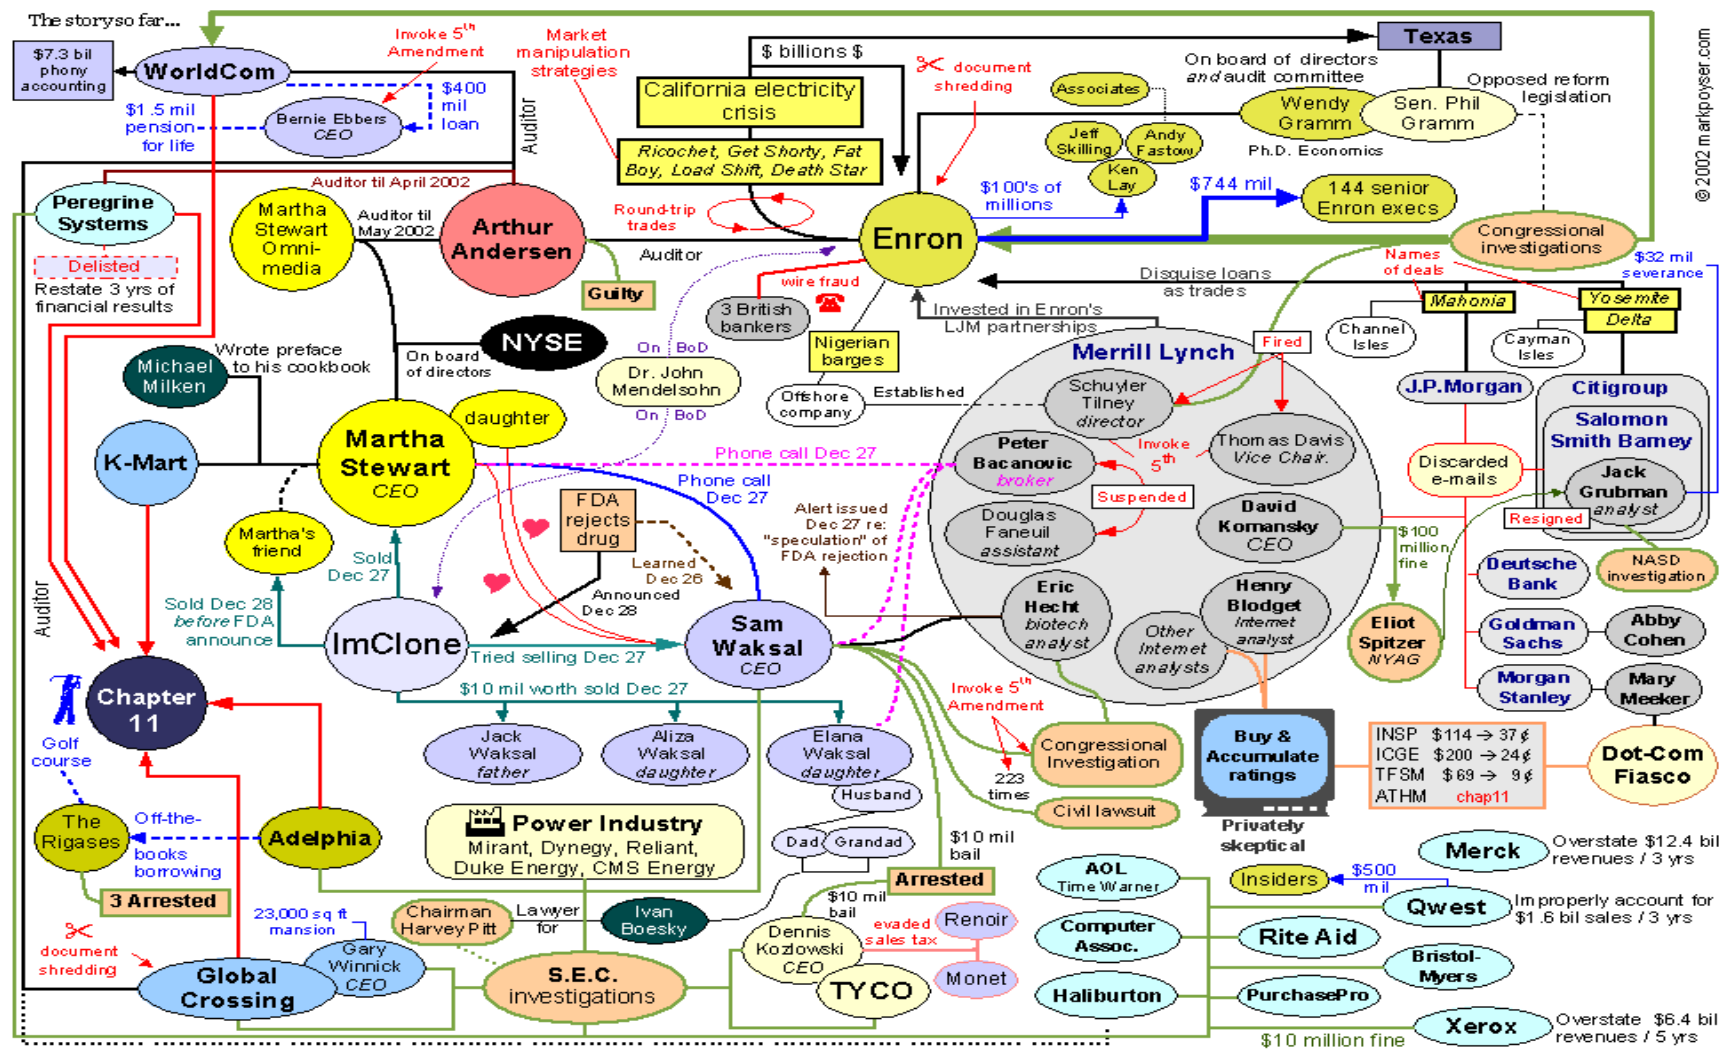 The story so far...
$7.3 bil
phony
accounting
WorldCom
Invoke 5th
Amendment
Bernie Ebbers
CEO
$400
mil
loan
$1.5 mil
pension
for life
Auditor
Market
manipulation
strategies
$ billions $
California electricity
crisis
Ricochet, Get Shorty, Fat
Boy, Load Shift, Death Star
Round-trip
trades
document
shredding
Texas
On board of directors
and audit committee
Wendy
Gramm
Sen. Phil
Gramm
Ph.D. Economics
Opposed reform
legislation
© 2002 markpoyser.com
Associates
Jeff
Skilling
Andy
Fastow
Ken
Lay
$100's of
millions
$744 mil
144 senior
Enron execs
Congressional
investigations
Auditor til April 2002
Peregrine
Systems
Delisted
Restate 3 yrs of
financial results
Martha
Stewart
Omni-
media
Auditor til
May 2002
Arthur
Andersen
Auditor
Guilty
Enron
wire fraud
3 British
bankers
Nigerian
barges
Offshore
company
Established
Invested in Enron's
LJM partnerships
Disguise loans
as trades
Names
of deals
$32 mil
severance
Mahonia
Yosemite
Delta
Channel
Isles
Cayman
Isles
NYSE
On board
of directors
Michael
Milken
Wrote preface
to his cookbook
On BoD
Dr. John
Mendelsohn
On BoD
Merrill Lynch
Fired
Schuyler
Tilney
director
Thomas Davis
Vice Chair.
Invoke
5th
Peter
Bacanovic
broker
Suspended
Douglas
Faneuil
assistant
David
Komansky
CEO
Eric
Hecht
biotech
analyst
Henry
Blodget
Internet
analyst
Other
Internet
analysts
J.P.Morgan
Citigroup
Salomon
Smith Barney
Jack
Grubman
analyst
Resigned
Discarded
e-mails
NASD
investigation
$100
million
fine
Eliot
Spitzer
NYAG
Deutsche
Bank
Goldman
Sachs
Abby
Cohen
Morgan
Stanley
Mary
Meeker
K-Mart
Martha
Stewart
CEO
daughter
Martha's
friend
Phone call Dec 27
Phone call
Dec 27
FDA
rejects
drug
Learned
Dec 26
Announced
Dec 28
Alert issued
Dec 27 re:
"speculation" of
FDA rejection
Sold
Dec 27
Sold Dec 28
before FDA
announce
ImClone
Tried selling Dec 27
Sam
Waksal
CEO
Auditor
$10 mil worth sold Dec 27
Jack
Waksal
father
Aliza
Waksal
daughter
Elana
Waksal
daughter
Husband
Dad
Grandad
Invoke 5th
Amendment
223
times
Congressional
Investigation
Civil lawsuit
$10 mil
bail
Arrested
Buy &
Accumulate
ratings
Privately
skeptical
INSP $114 → 37¢
ICGE $200 → 24¢
TFSM $69 → 9¢
ATHM chap11
Dot-Com
Fiasco
Chapter
11
Golf
course
The
Rigases
Off-the-
books
borrowing
Adelphia
3 Arrested
Power Industry
Mirant, Dynegy, Reliant,
Duke Energy, CMS Energy
Chairman
Harvey Pitt
Lawyer
for
Ivan
Boesky
S.E.C.
investigations
23,000 sq ft
mansion
Gary
Winnick
CEO
document
shredding
Global
Crossing
$10 mil
bail
Dennis
Kozlowski
CEO
TYCO
evaded
sales tax
Renoir
Monet
AOL
Time Warner
Computer
Assoc.
Haliburton
Insiders
$500
mil
Rite Aid
PurchasePro
Merck
Overstate $12.4 bil
revenues / 3 yrs
Qwest
Improperly account for
$1.6 bil sales / 3 yrs
Bristol-
Myers
Xerox
Overstate $6.4 bil
revenues / 5 yrs
$10 million fine